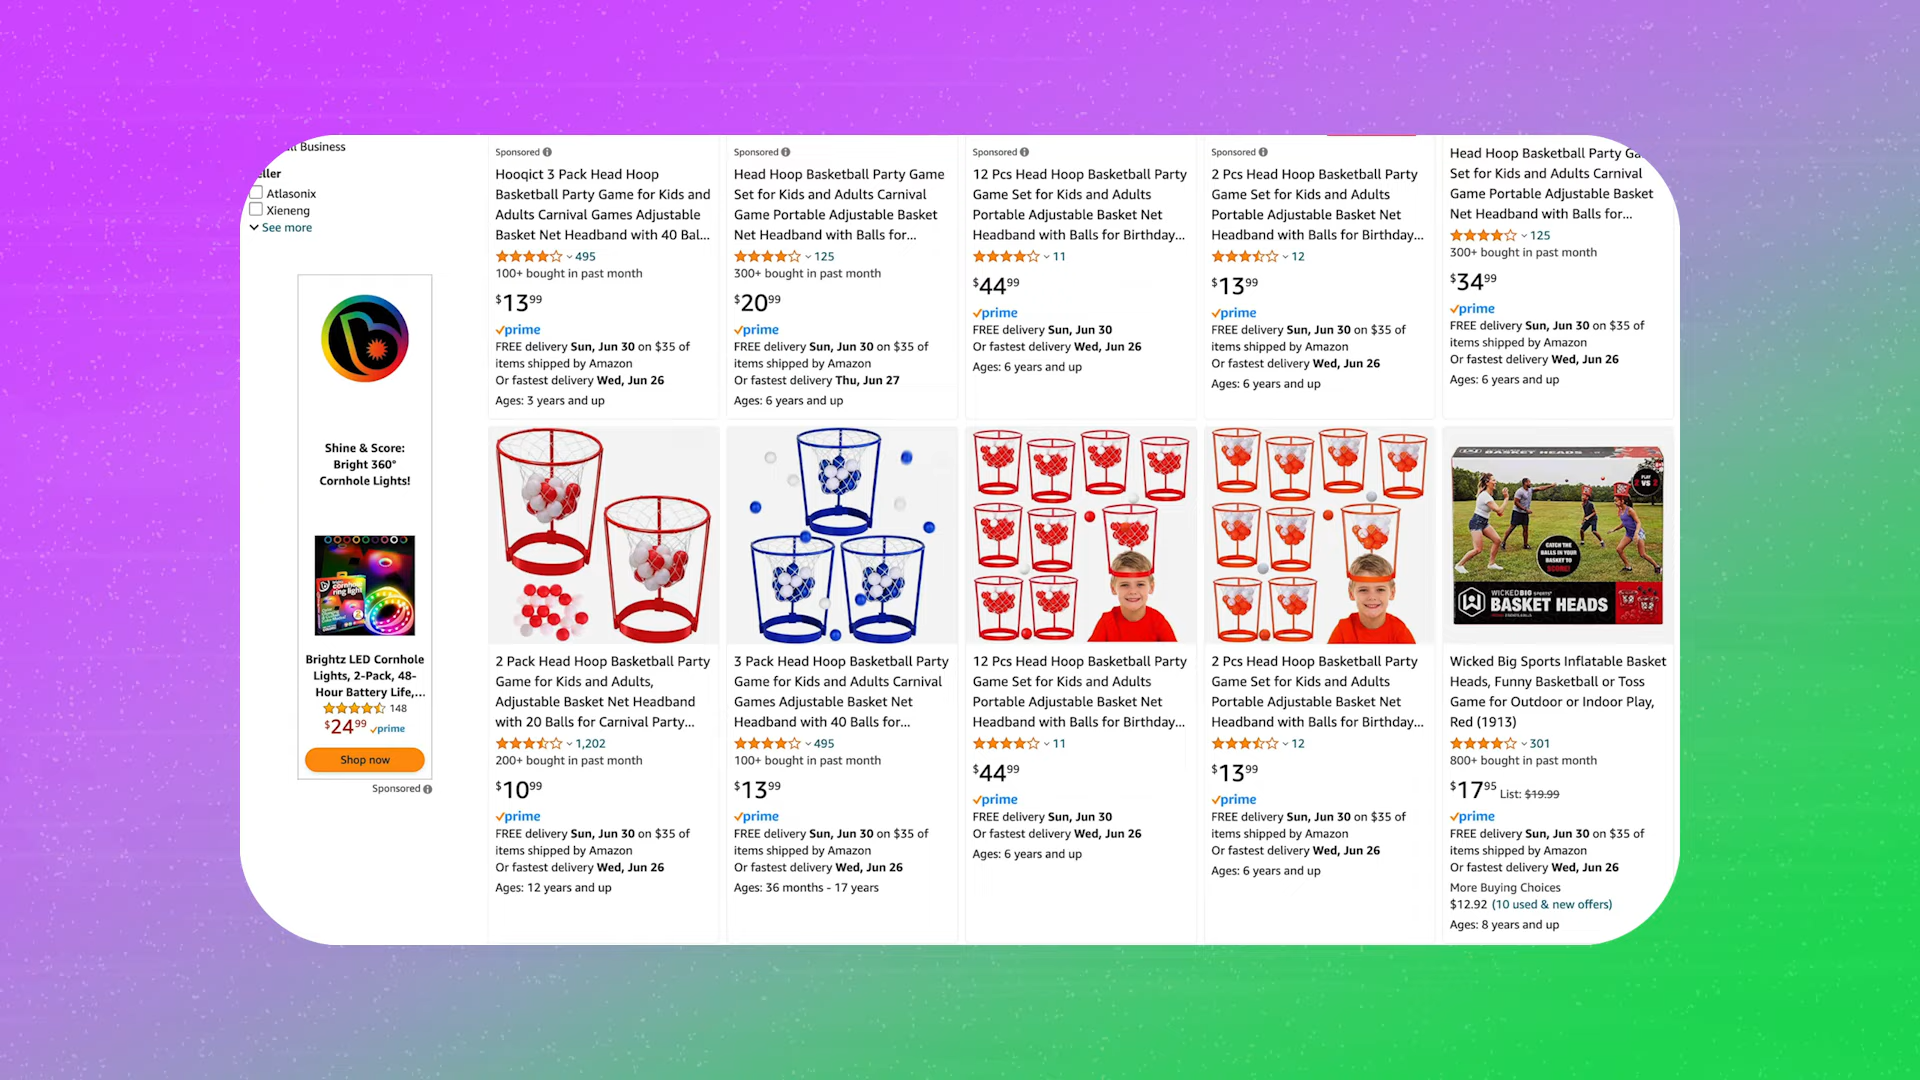 Business
Seller
Atlasonix
Xieneng
See more
Shine & Score:
Bright 360°
Cornhole Lights!
Brightz LED Cornhole
Lights, 2-Pack, 48-
Hour Battery Life,...
148
$24.99 prime
Shop now
Sponsored
Sponsored
Hooqict 3 Pack Head Hoop
Basketball Party Game for Kids and
Adults Carnival Games Adjustable
Basket Net Headband with 40 Bal...
495
100+ bought in past month
$13.99
prime
FREE delivery Sun, Jun 30 on $35 of
items shipped by Amazon
Or fastest delivery Wed, Jun 26
Ages: 3 years and up
Sponsored
Head Hoop Basketball Party Game
Set for Kids and Adults Carnival
Game Portable Adjustable Basket
Net Headband with Balls for...
125
300+ bought in past month
$20.99
prime
FREE delivery Sun, Jun 30 on $35 of
items shipped by Amazon
Or fastest delivery Thu, Jun 27
Ages: 6 years and up
Sponsored
12 Pcs Head Hoop Basketball Party
Game Set for Kids and Adults
Portable Adjustable Basket Net
Headband with Balls for Birthday...
11
$44.99
prime
FREE delivery Sun, Jun 30
Or fastest delivery Wed, Jun 26
Ages: 6 years and up
Sponsored
2 Pcs Head Hoop Basketball Party
Game Set for Kids and Adults
Portable Adjustable Basket Net
Headband with Balls for Birthday...
12
$13.99
prime
FREE delivery Sun, Jun 30 on $35 of
items shipped by Amazon
Or fastest delivery Wed, Jun 26
Ages: 6 years and up
Head Hoop Basketball Party Ga
Set for Kids and Adults Carnival
Game Portable Adjustable Basket
Net Headband with Balls for...
125
300+ bought in past month
$34.99
prime
FREE delivery Sun, Jun 30 on $35 of
items shipped by Amazon
Or fastest delivery Wed, Jun 26
Ages: 6 years and up
2 Pack Head Hoop Basketball Party
Game for Kids and Adults,
Adjustable Basket Net Headband
with 20 Balls for Carnival Party...
1,202
200+ bought in past month
$10.99
prime
FREE delivery Sun, Jun 30 on $35 of
items shipped by Amazon
Or fastest delivery Wed, Jun 26
Ages: 12 years and up
3 Pack Head Hoop Basketball Party
Game for Kids and Adults Carnival
Games Adjustable Basket Net
Headband with 40 Balls for...
495
100+ bought in past month
$13.99
prime
FREE delivery Sun, Jun 30 on $35 of
items shipped by Amazon
Or fastest delivery Wed, Jun 26
Ages: 36 months - 17 years
12 Pcs Head Hoop Basketball Party
Game Set for Kids and Adults
Portable Adjustable Basket Net
Headband with Balls for Birthday...
11
$44.99
prime
FREE delivery Sun, Jun 30
Or fastest delivery Wed, Jun 26
Ages: 6 years and up
2 Pcs Head Hoop Basketball Party
Game Set for Kids and Adults
Portable Adjustable Basket Net
Headband with Balls for Birthday...
12
$13.99
prime
FREE delivery Sun, Jun 30 on $35 of
items shipped by Amazon
Or fastest delivery Wed, Jun 26
Ages: 6 years and up
BASKET HEADS
CATCH THE
BALLS IN YOUR
BASKET TO
SCORE!
WICKED BIG SPORTS
BASKET HEADS
Wicked Big Sports Inflatable Basket
Heads, Funny Basketball or Toss
Game for Outdoor or Indoor Play,
Red (1913)
301
800+ bought in past month
$17.95 List: $19.99
prime
FREE delivery Sun, Jun 30 on $35 of
items shipped by Amazon
Or fastest delivery Wed, Jun 26
More Buying Choices
$12.92 (10 used & new offers)
Ages: 8 years and up